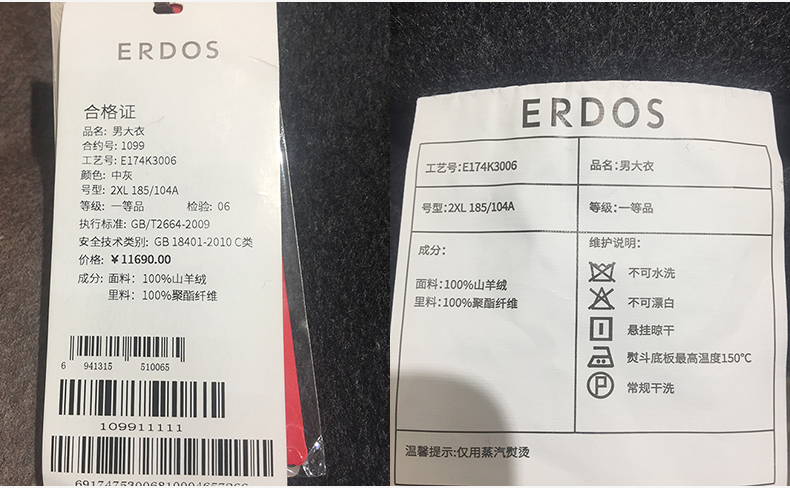 ERDOS
合格证
品名: 男大衣
合约号: 1099
工艺号: E174K3006
颜色: 中灰
号型: 2XL 185/104A
等级: 一等品 检验: 06
执行标准: GB/T2664-2009
安全技术类别: GB 18401-2010 C类
价格: ￥11690.00
成分: 面料: 100%山羊绒
里料: 100%聚酯纤维
6 941315 510065
109911111
ERDOS
工艺号:E174K3006 品名:男大衣
号型:2XL 185/104A 等级:一等品
成分:
面料:100%山羊绒
里料:100%聚酯纤维
维护说明:
不可水洗
不可漂白
悬挂晾干
熨斗底板最高温度150℃
P 常规干洗
温馨提示:仅用蒸汽熨烫